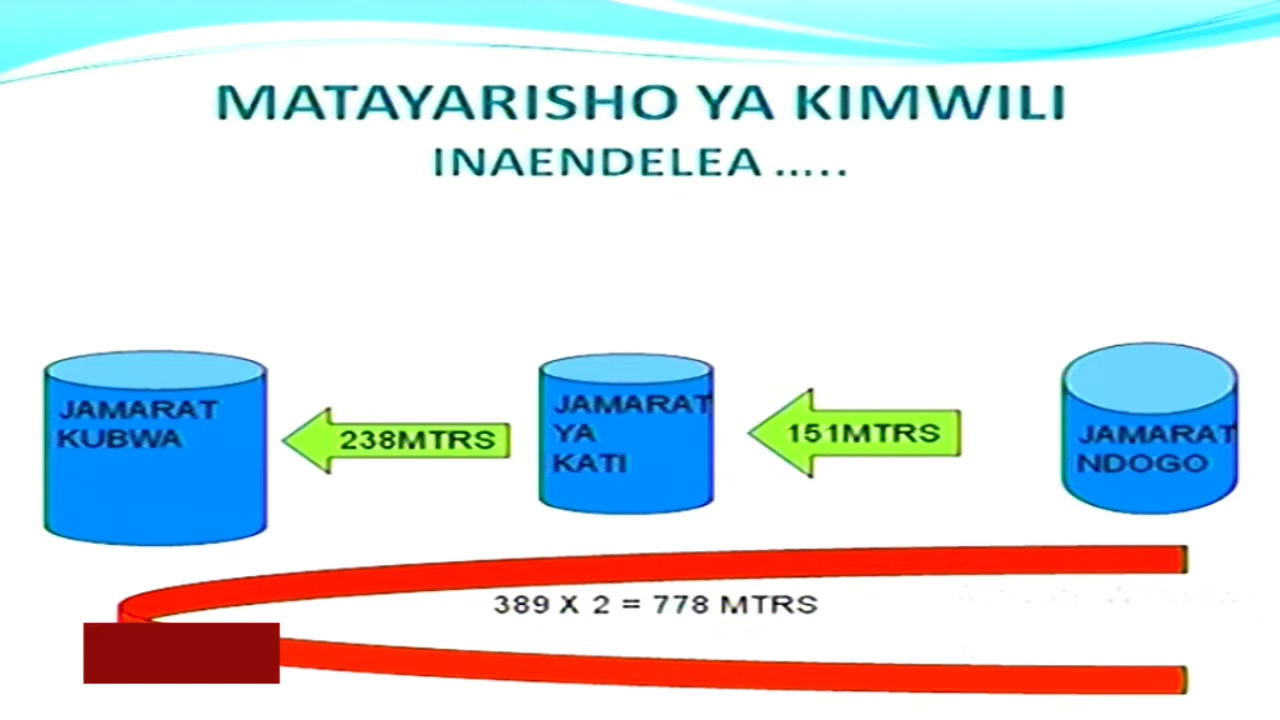 MATAYARISHO YA KIMWILI
INAENDELEA .....
JAMARAT
KUBWA
238MTRS
JAMARAT
YA
KATI
151MTRS
JAMARAT
NDOGO
389 X 2 = 778 MTRS